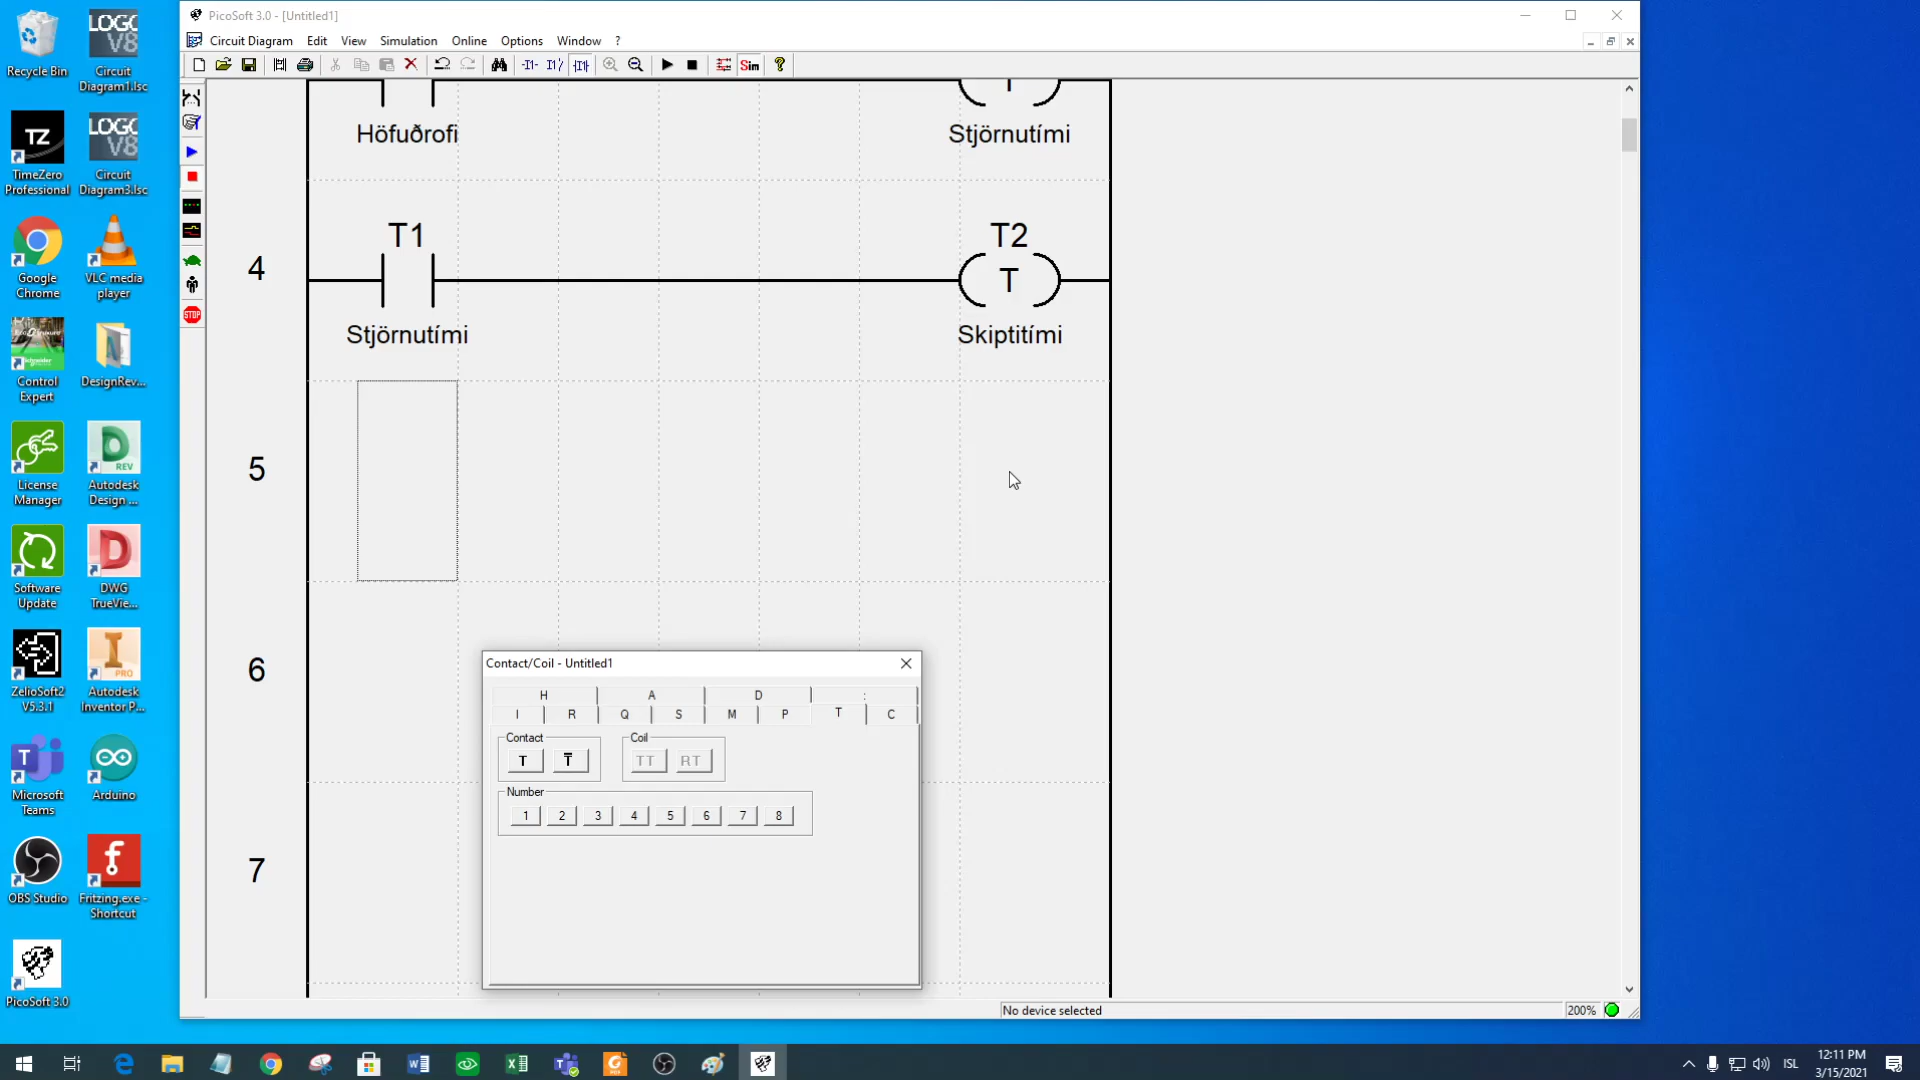 PicoSoft 3.0 - [Untitled1]
Circuit Diagram Edit View Simulation Online Options Window ?
Sim
STOP
Höfuðrofi
Stjörnutími
4
T1
T2
T
Stjörnutími
Skiptitími
5
6
7
Contact/Coil - Untitled1
H A D :
I R Q S M P T C
Contact
Coil
T T̅ TT RT
Number
1 2 3 4 5 6 7 8
No device selected
200%
Recycle Bin
Circuit Diagram1.lsc
TimeZero Professional
Circuit Diagram3.lsc
Google Chrome
VLC media player
Control Expert
DesignRev...
License Manager
Autodesk Design ...
Software Update
DWG TrueVie...
ZelioSoft2 V5.3.1
Autodesk Inventor P...
Microsoft Teams
Arduino
OBS Studio
Fritzing.exe - Shortcut
PicoSoft 3.0
ISL
12:11 PM
3/15/2021